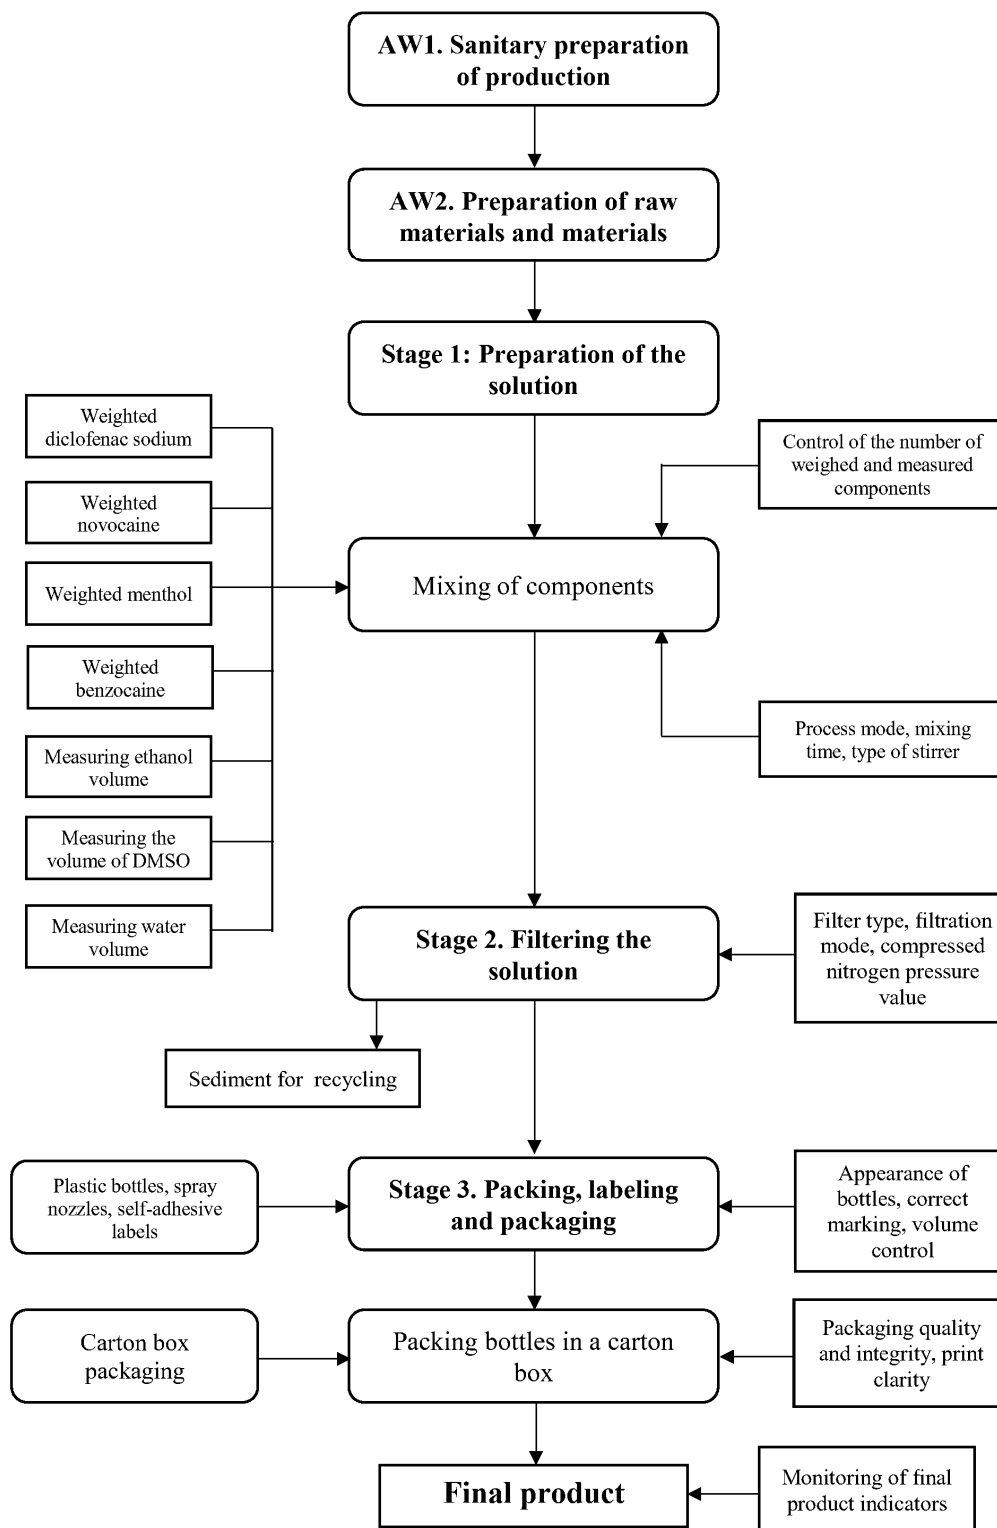 AW1. Sanitary preparation
of production
AW2. Preparation of raw
materials and materials
Stage 1: Preparation of the
solution
Weighted
diclofenac sodium
Control of the number of
weighed and measured
components
Weighted
novocaine
Mixing of components
Weighted menthol
Weighted
benzocaine
Process mode, mixing
time, type of stirrer
Measuring ethanol
volume
Measuring the
volume of DMSO
Measuring water
volume
Stage 2. Filtering the
solution
Filter type, filtration
mode, compressed
nitrogen pressure
value
Sediment for recycling
Plastic bottles, spray
nozzles, self-adhesive
labels
Stage 3. Packing, labeling
and packaging
Appearance of
bottles, correct
marking, volume
control
Carton box
packaging
Packing bottles in a carton
box
Packaging quality
and integrity, print
clarity
Final product
Monitoring of final
product indicators